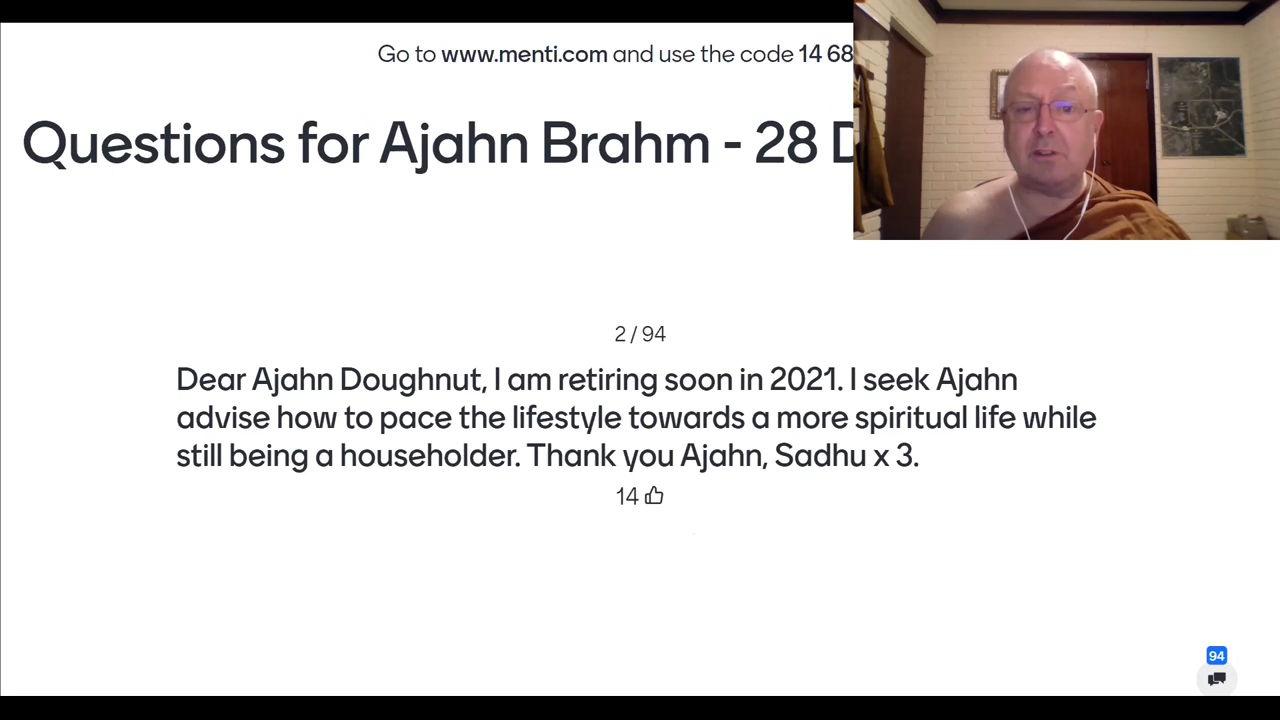 Go to www.menti.com and use the code 14 68
Questions for Ajahn Brahm - 28 D
2 / 94
Dear Ajahn Doughnut, I am retiring soon in 2021. I seek Ajahn
advise how to pace the lifestyle towards a more spiritual life while
still being a householder. Thank you Ajahn, Sadhu x 3.
14
94